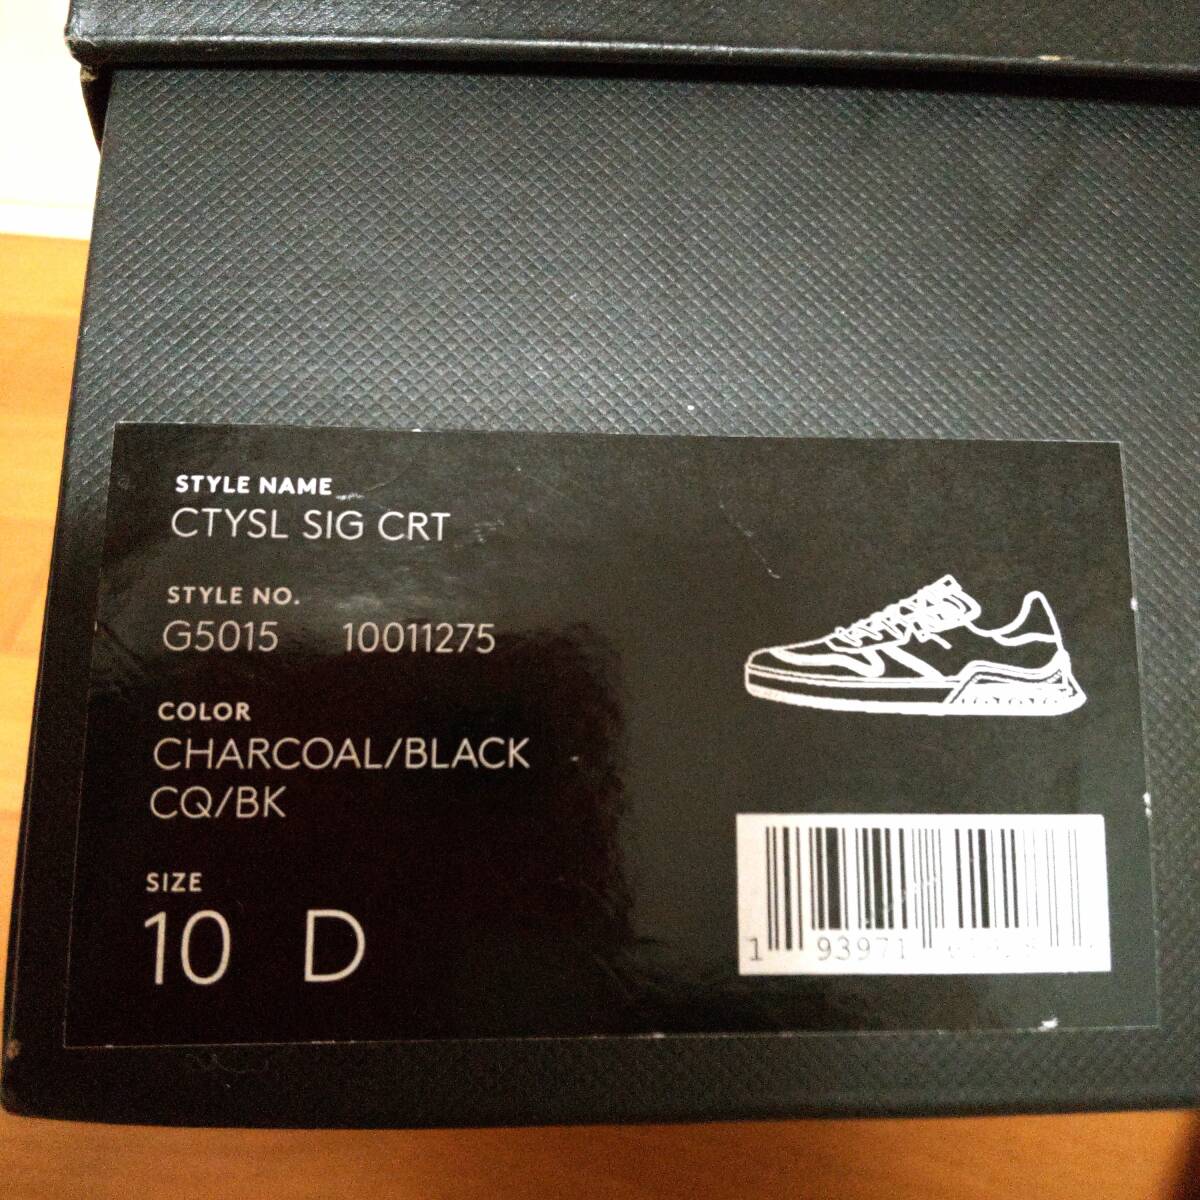 STYLE NAME
CTYSL SIG CRT
STYLE NO.
G5015 10011275
COLOR
CHARCOAL/BLACK
CQ/BK
SIZE
10 D
1 93971